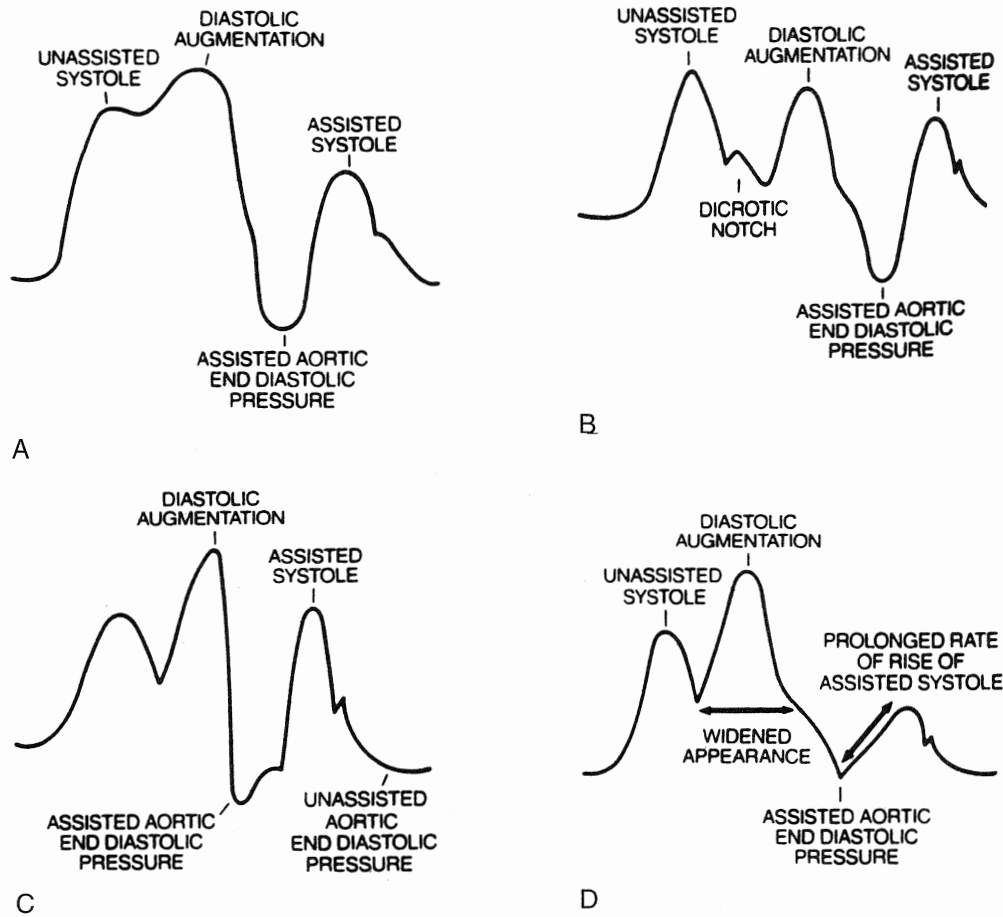 DIASTOLIC
AUGMENTATION
UNASSISTED
SYSTOLE
ASSISTED
SYSTOLE
ASSISTED AORTIC
END DIASTOLIC
PRESSURE
A
UNASSISTED
SYSTOLE
DIASTOLIC
AUGMENTATION
ASSISTED
SYSTOLE
DICROTIC
NOTCH
ASSISTED AORTIC
END DIASTOLIC
PRESSURE
B
DIASTOLIC
AUGMENTATION
ASSISTED
SYSTOLE
ASSISTED AORTIC
END DIASTOLIC
PRESSURE
UNASSISTED
AORTIC
END DIASTOLIC
PRESSURE
C
DIASTOLIC
AUGMENTATION
UNASSISTED
SYSTOLE
PROLONGED RATE
OF RISE OF
ASSISTED SYSTOLE
WIDENED
APPEARANCE
ASSISTED AORTIC
END DIASTOLIC
PRESSURE
D